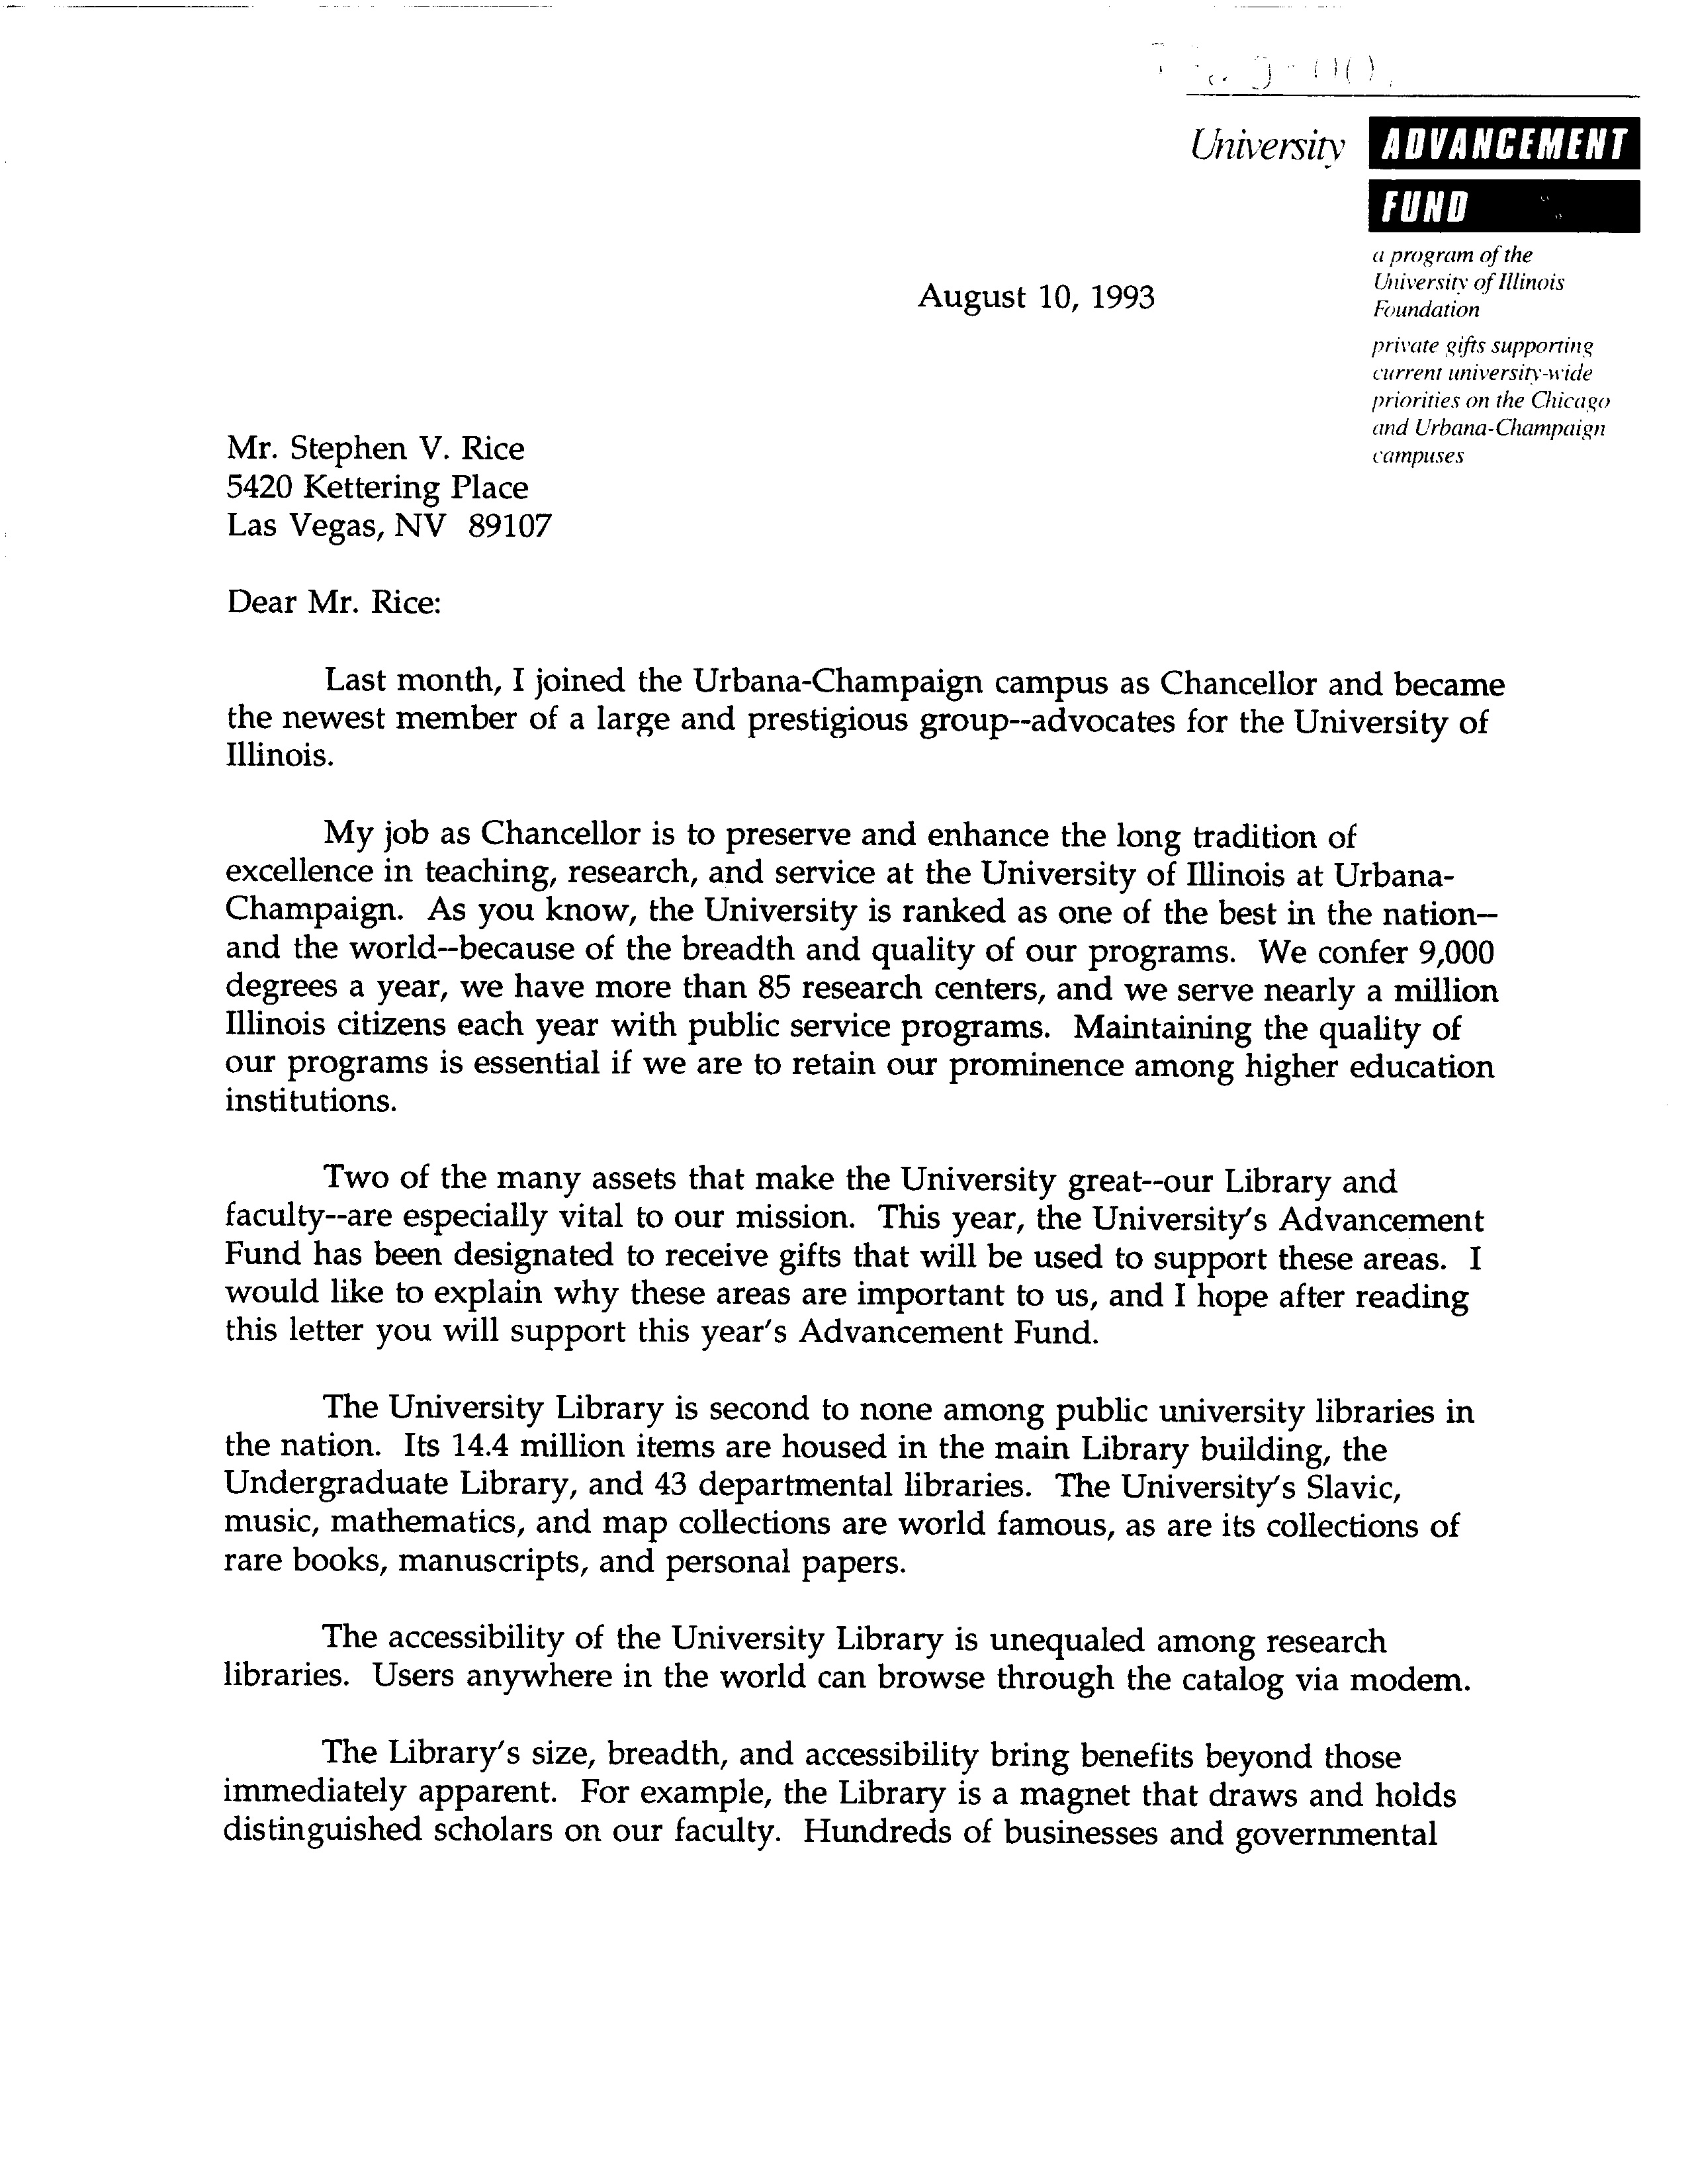 University ADVANCEMENT
FUND
a program of the
University of Illinois
Foundation
private gifts supporting
current university-wide
priorities on the Chicago
and Urbana-Champaign
campuses
August 10, 1993
Mr. Stephen V. Rice
5420 Kettering Place
Las Vegas, NV 89107
Dear Mr. Rice:
Last month, I joined the Urbana-Champaign campus as Chancellor and became
the newest member of a large and prestigious group--advocates for the University of
Illinois.
My job as Chancellor is to preserve and enhance the long tradition of
excellence in teaching, research, and service at the University of Illinois at Urbana-
Champaign. As you know, the University is ranked as one of the best in the nation--
and the world--because of the breadth and quality of our programs. We confer 9,000
degrees a year, we have more than 85 research centers, and we serve nearly a million
Illinois citizens each year with public service programs. Maintaining the quality of
our programs is essential if we are to retain our prominence among higher education
institutions.
Two of the many assets that make the University great--our Library and
faculty--are especially vital to our mission. This year, the University's Advancement
Fund has been designated to receive gifts that will be used to support these areas. I
would like to explain why these areas are important to us, and I hope after reading
this letter you will support this year's Advancement Fund.
The University Library is second to none among public university libraries in
the nation. Its 14.4 million items are housed in the main Library building, the
Undergraduate Library, and 43 departmental libraries. The University's Slavic,
music, mathematics, and map collections are world famous, as are its collections of
rare books, manuscripts, and personal papers.
The accessibility of the University Library is unequaled among research
libraries. Users anywhere in the world can browse through the catalog via modem.
The Library's size, breadth, and accessibility bring benefits beyond those
immediately apparent. For example, the Library is a magnet that draws and holds
distinguished scholars on our faculty. Hundreds of businesses and governmental